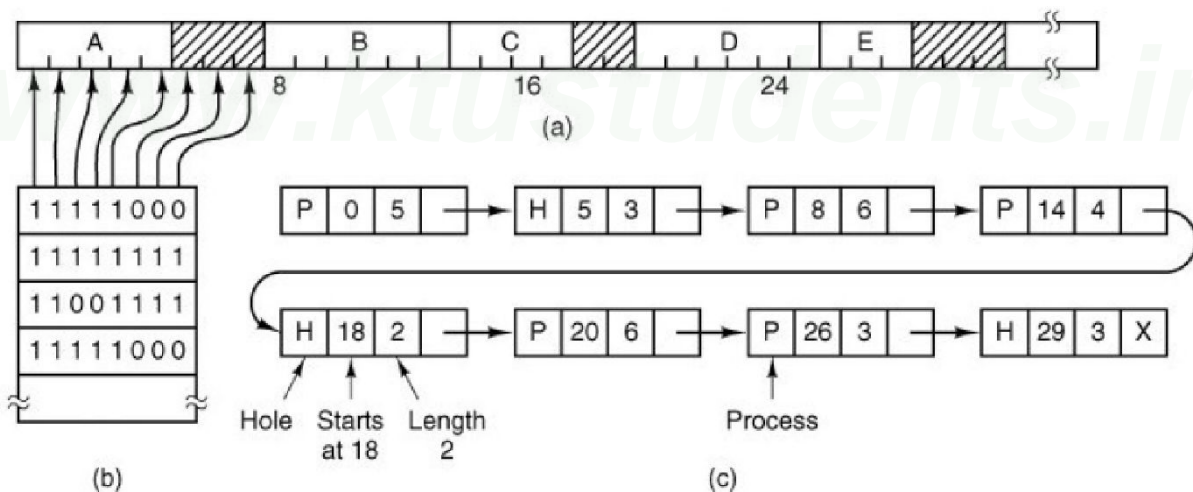 A B C D E
8 16 24
(a)
www.ktustudents.in
11111000
11111111
11001111
11111000
P 0 5 H 5 3 P 8 6 P 14 4
H 18 2 P 20 6 P 26 3 H 29 3 X
Hole Starts at 18 Length 2 Process
(b) (c)